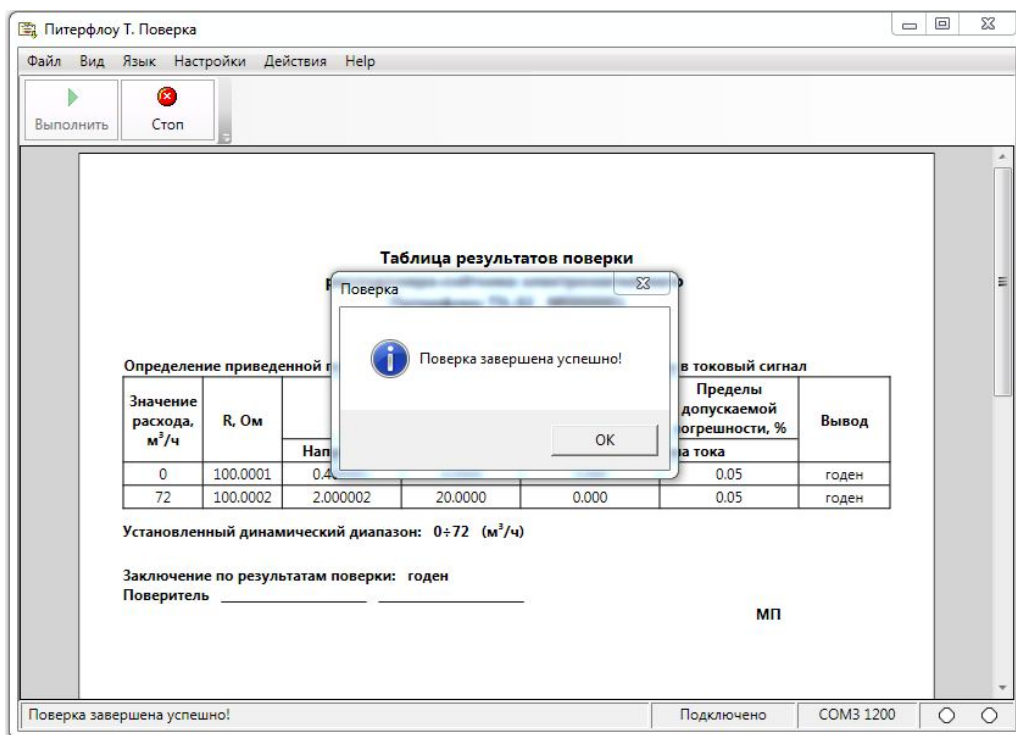 Питерфлоу Т. Поверка
Файл Вид Язык Настройки Действия Help
Выполнить Стоп
Таблица результатов поверки
Поверка
Поверка завершена успешно!
OK
Определение приведенной в токовый сигнал
Значение расхода, м³/ч R, Ом Пределы допускаемой погрешности, % Вывод
тока
0 100.0001 0.05 годен
72 100.0002 2.000002 20.0000 0.000 0.05 годен
Установленный динамический диапазон: 0÷72 (м³/ч)
Заключение по результатам поверки: годен
Поверитель
МП
Поверка завершена успешно! Подключено COM3 1200